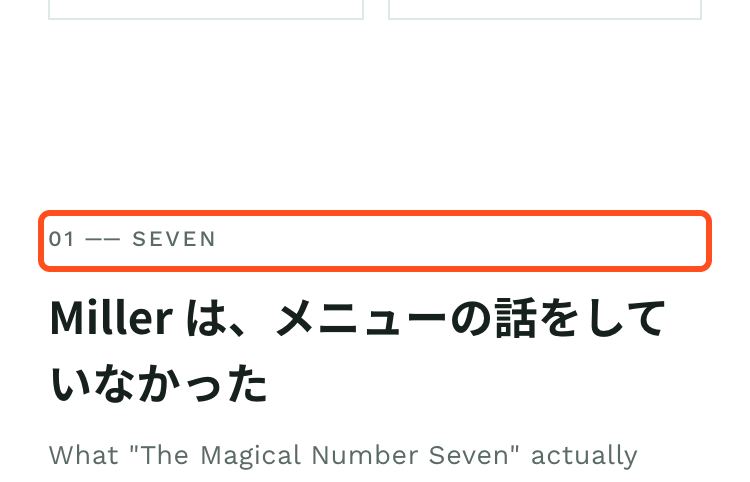 01 —— SEVEN
Miller は、メニューの話をして
いなかった
What "The Magical Number Seven" actually